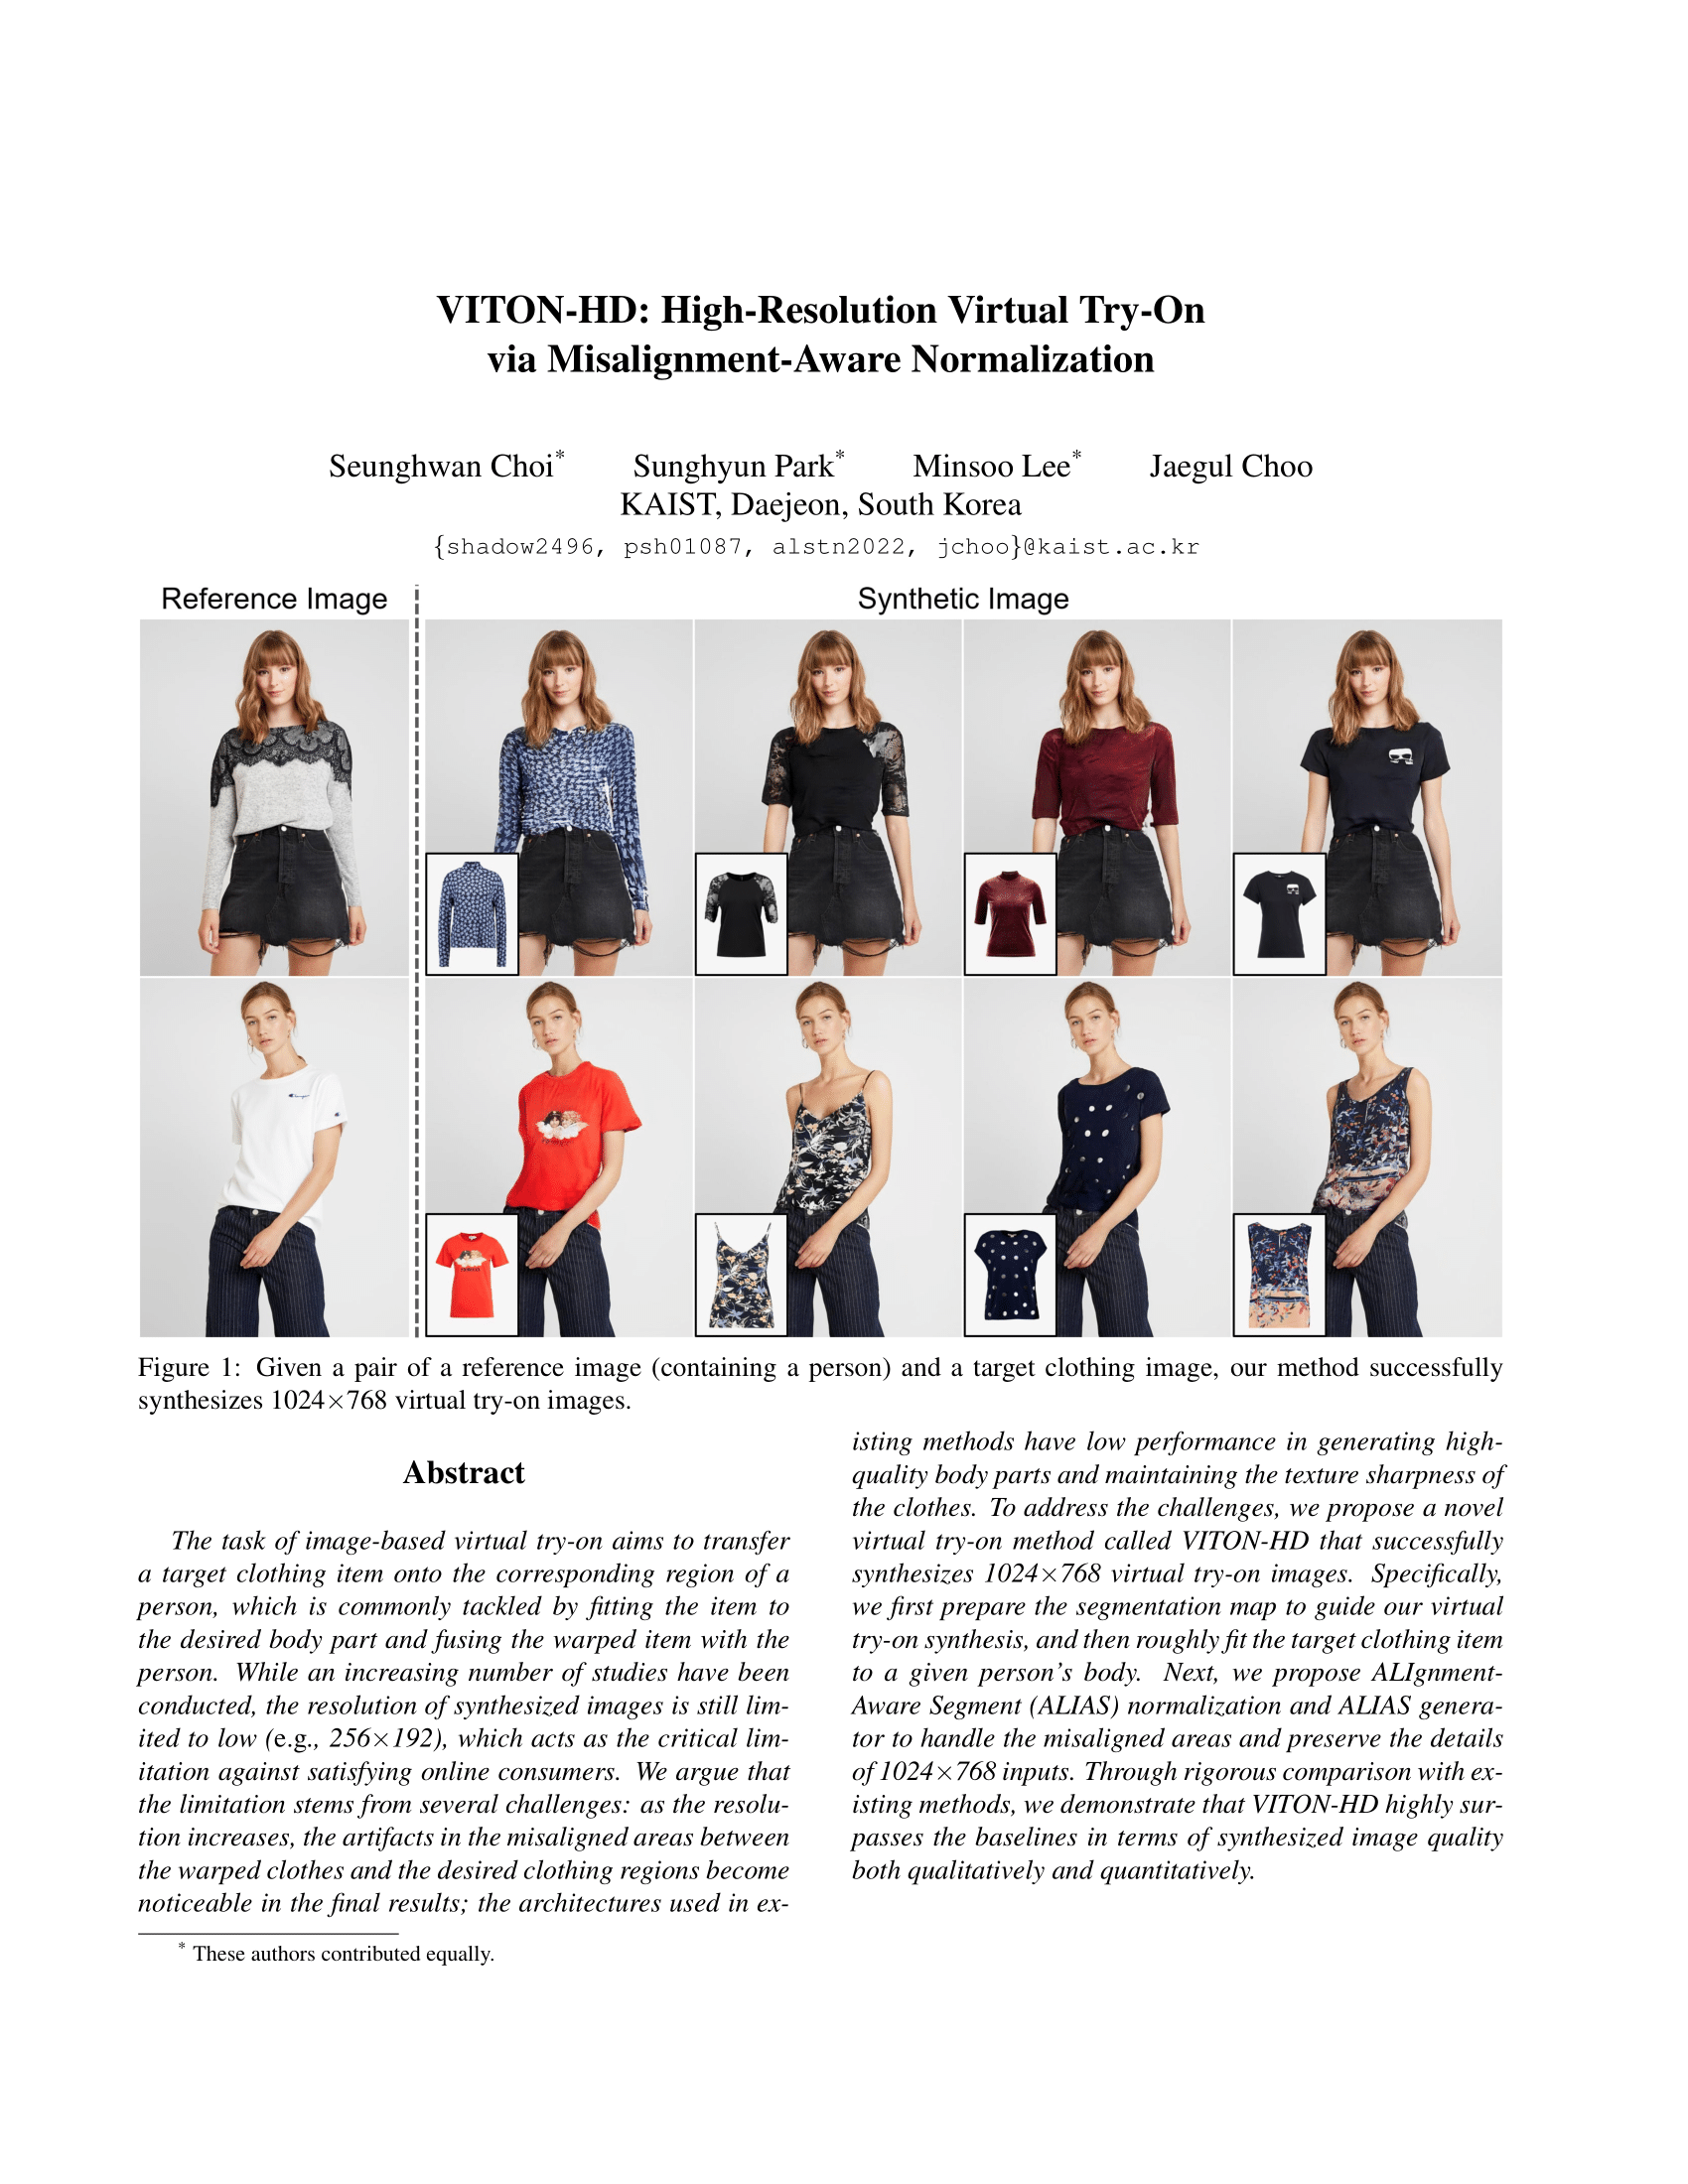 VITON-HD: High-Resolution Virtual Try-On
via Misalignment-Aware Normalization
Seunghwan Choi* Sunghyun Park* Minsoo Lee* Jaegul Choo
KAIST, Daejeon, South Korea
{shadow2496, psh01087, alstn2022, jchoo}@kaist.ac.kr
Reference Image Synthetic Image
Figure 1: Given a pair of a reference image (containing a person) and a target clothing image, our method successfully
synthesizes 1024×768 virtual try-on images.
Abstract
The task of image-based virtual try-on aims to transfer
a target clothing item onto the corresponding region of a
person, which is commonly tackled by fitting the item to
the desired body part and fusing the warped item with the
person. While an increasing number of studies have been
conducted, the resolution of synthesized images is still lim-
ited to low (e.g., 256×192), which acts as the critical lim-
itation against satisfying online consumers. We argue that
the limitation stems from several challenges: as the resolu-
tion increases, the artifacts in the misaligned areas between
the warped clothes and the desired clothing regions become
noticeable in the final results; the architectures used in ex-
isting methods have low performance in generating high-
quality body parts and maintaining the texture sharpness of
the clothes. To address the challenges, we propose a novel
virtual try-on method called VITON-HD that successfully
synthesizes 1024×768 virtual try-on images. Specifically,
we first prepare the segmentation map to guide our virtual
try-on synthesis, and then roughly fit the target clothing item
to a given person's body. Next, we propose ALIgnment-
Aware Segment (ALIAS) normalization and ALIAS genera-
tor to handle the misaligned areas and preserve the details
of 1024×768 inputs. Through rigorous comparison with ex-
isting methods, we demonstrate that VITON-HD highly sur-
passes the baselines in terms of synthesized image quality
both qualitatively and quantitatively.
* These authors contributed equally.